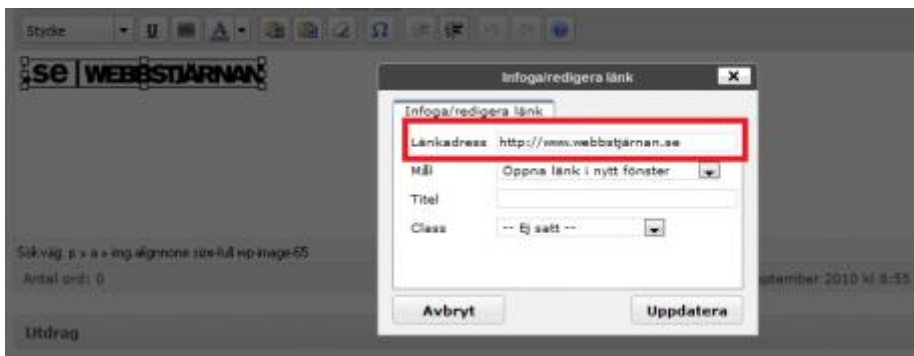 Stycke
.se | WEBBSTJÄRNAN
Infoga/redigera länk
Infoga/redigera länk
Länkadress http://www.webbstjärnan.se
Mål Öppna länk i nytt fönster
Titel
Class -- Ej satt --
Sökväg: p » a » img.alignnone size-full wp-image-65
Antal ord: 0
september 2010 kl 8:55
Avbryt Uppdatera
Utdrag